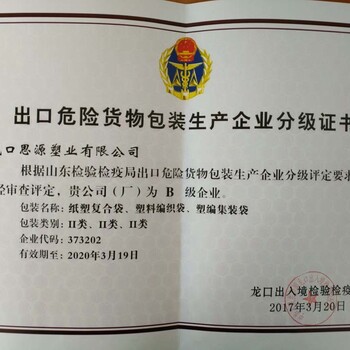 出口危险货物包装生产企业分级证书
口思源塑业有限公司
根据山东检验检疫局出口危险货物包装生产企业分级评定要求
经审查评定，贵公司（厂）为 B 级企业。
包装名称：纸塑复合袋、塑料编织袋、塑编集装袋
包装类别：II类、II类、II类
企业代码：373202
有效期至：2020年3月19日
龙口出入境检验检疫
2017年3月20日